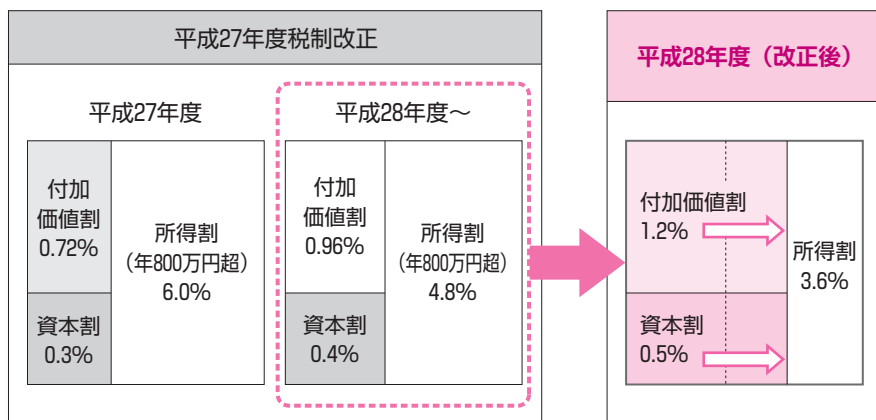 平成27年度税制改正
平成27年度
付加
価値割
0.72%
資本割
0.3%
所得割
（年800万円超）
6.0%
平成28年度～
付加
価値割
0.96%
資本割
0.4%
所得割
（年800万円超）
4.8%
平成28年度（改正後）
付加価値割
1.2%
資本割
0.5%
所得割
3.6%